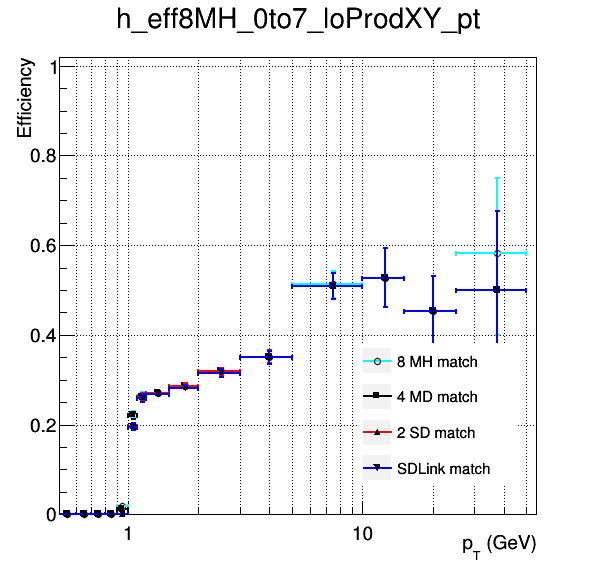 h_eff8MH_0to7_loProdXY_pt
Efficiency
1
0.8
0.6
0.4
0.2
0
8 MH match
4 MD match
2 SD match
SDLink match
1
10
p_T (GeV)